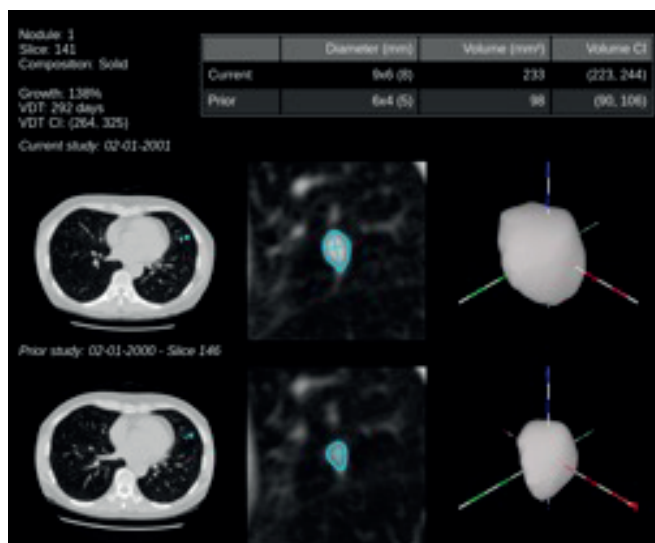 Nodule: 1
Slice: 141
Composition: Solid
Growth: 138%
VDT: 292 days
VDT CI: (264, 325)
Diameter (mm) Volume (mm³) Volume CI
Current 9x6 (8) 233 (223, 244)
Prior 6x4 (5) 98 (90, 106)
Current study: 02-01-2001
Prior study: 02-01-2000 - Slice 146